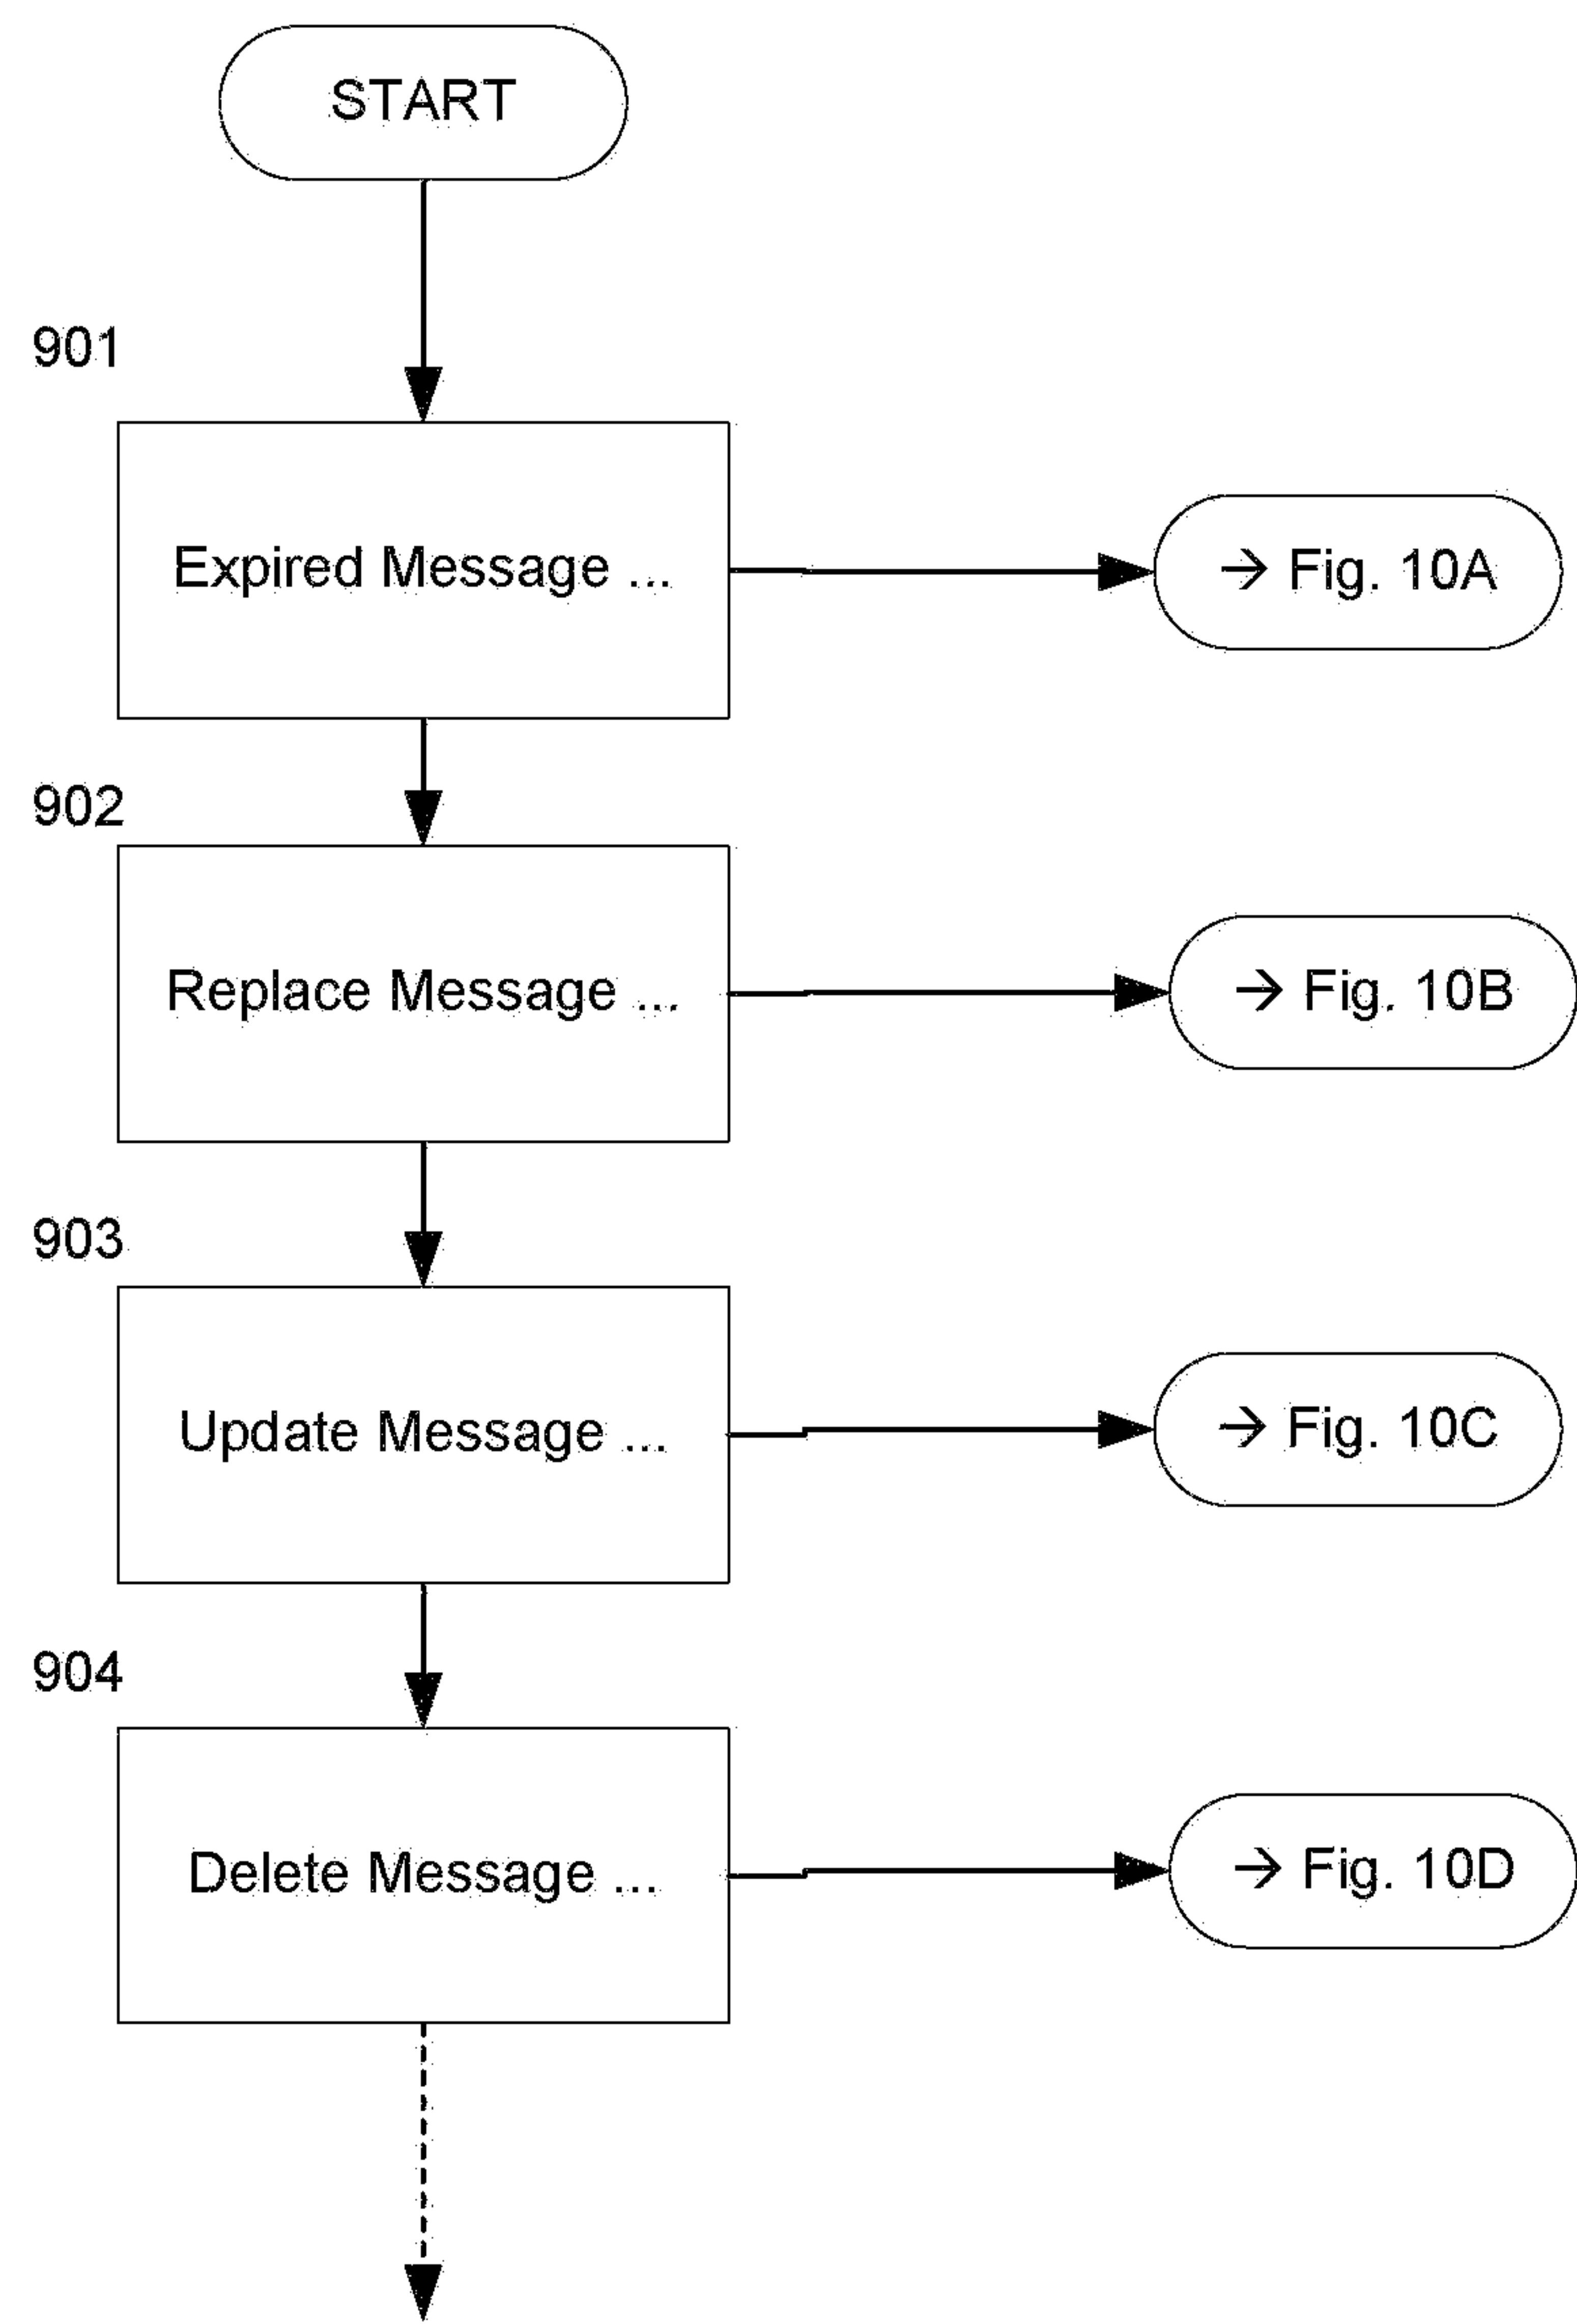 START
901
Expired Message ...
→ Fig. 10A
902
Replace Message ...
→ Fig. 10B
903
Update Message ...
→ Fig. 10C
904
Delete Message ...
→ Fig. 10D